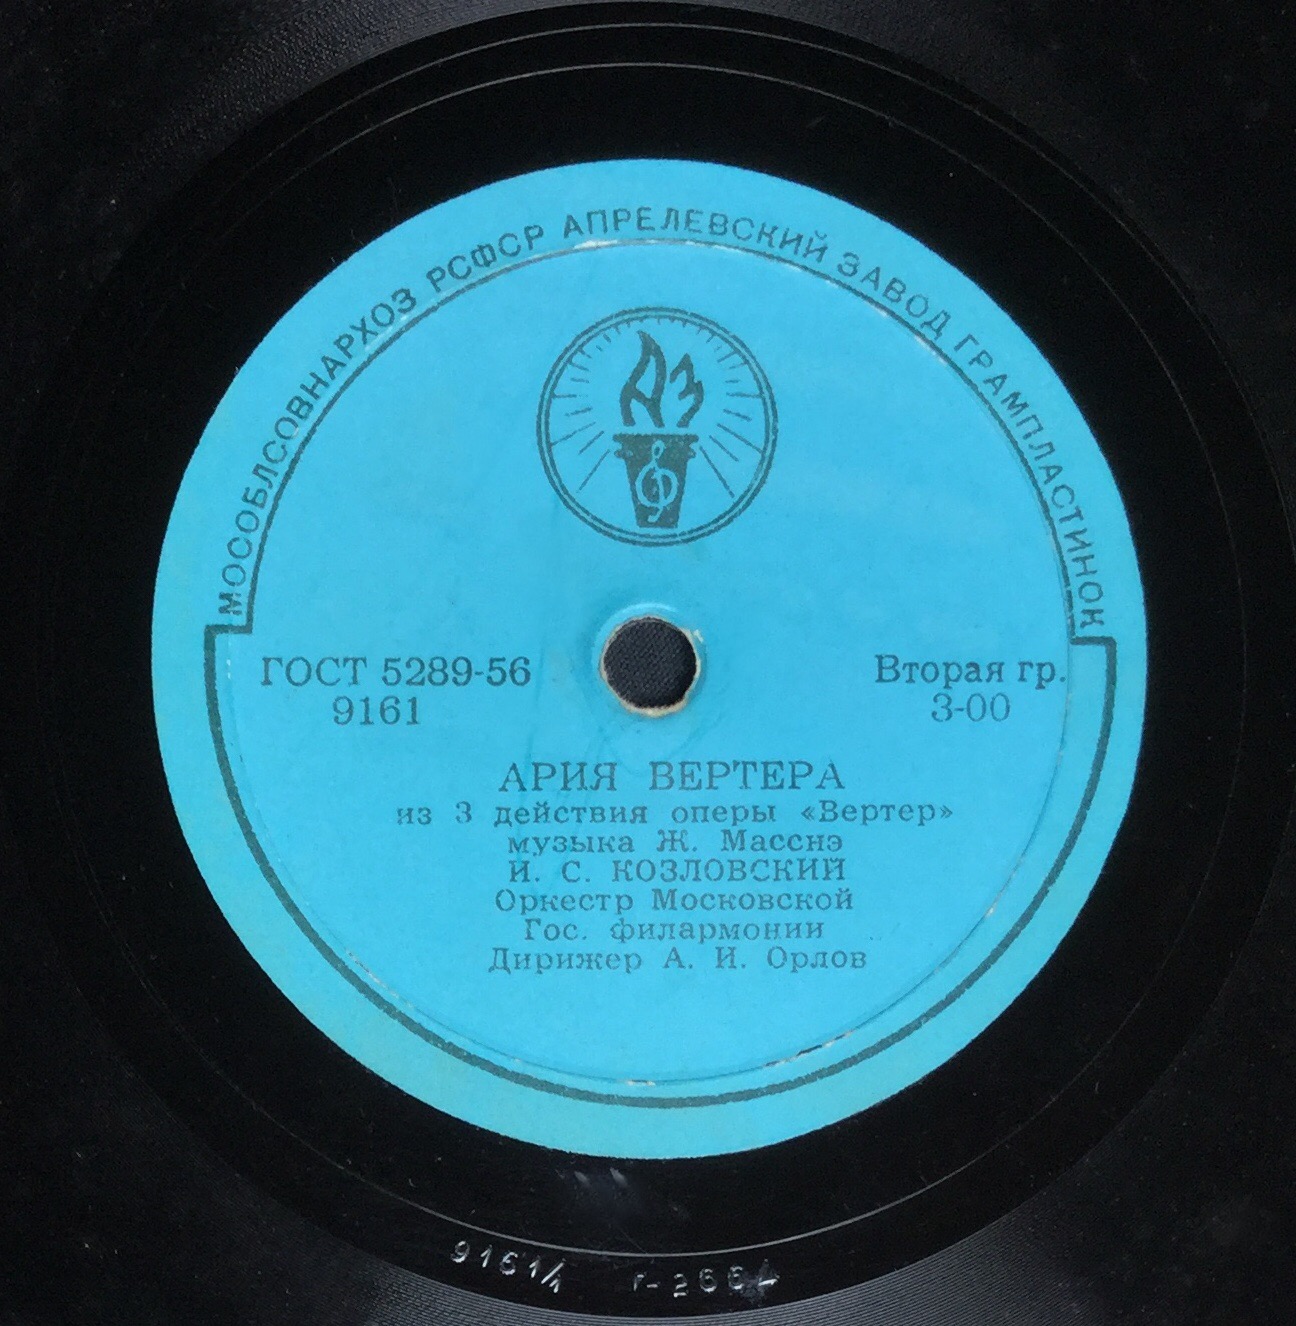 МОСОБЛСОВНАРХОЗ РСФСР АПРЕЛЕВСКИЙ ЗАВОД ГРАМПЛАСТИНОК
АЗ
ГОСТ 5289-56
9161
Вторая гр.
3-00
АРИЯ ВЕРТЕРА
из 3 действия оперы «Вертер»
музыка Ж. Масснэ
И. С. КОЗЛОВСКИЙ
Оркестр Московской
Гос. филармонии
Дирижер А. И. Орлов
9161/1